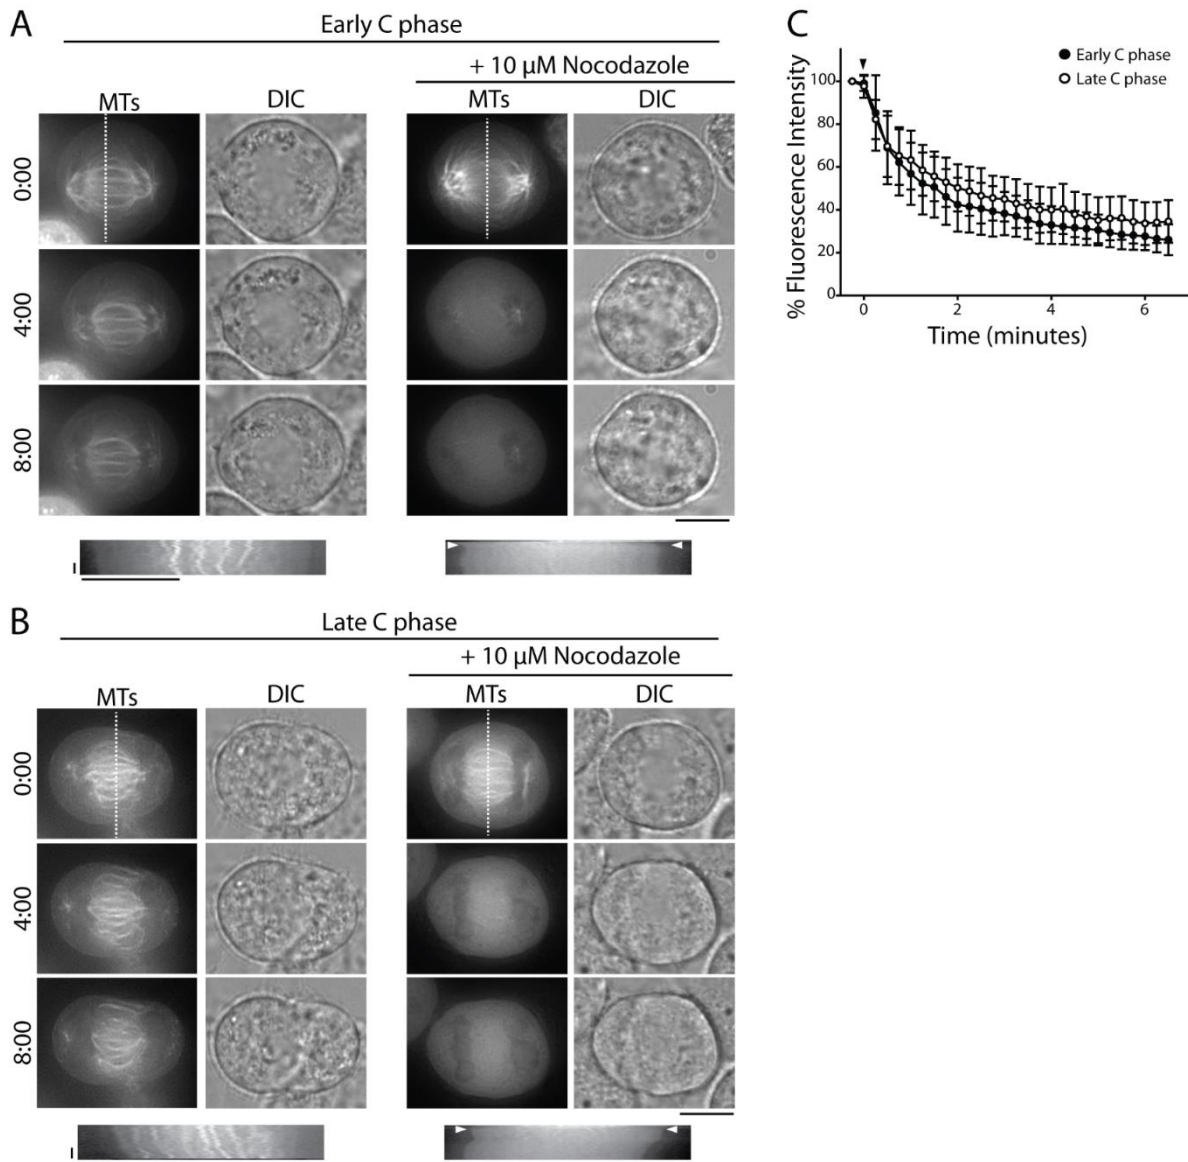 A
Early C phase
+ 10 µM Nocodazole
MTs DIC MTs DIC
0:00
4:00
8:00
B
Late C phase
+ 10 µM Nocodazole
MTs DIC MTs DIC
0:00
4:00
8:00
C
% Fluorescence Intensity
100
80
60
40
20
0
Early C phase
Late C phase
0 2 4 6
Time (minutes)